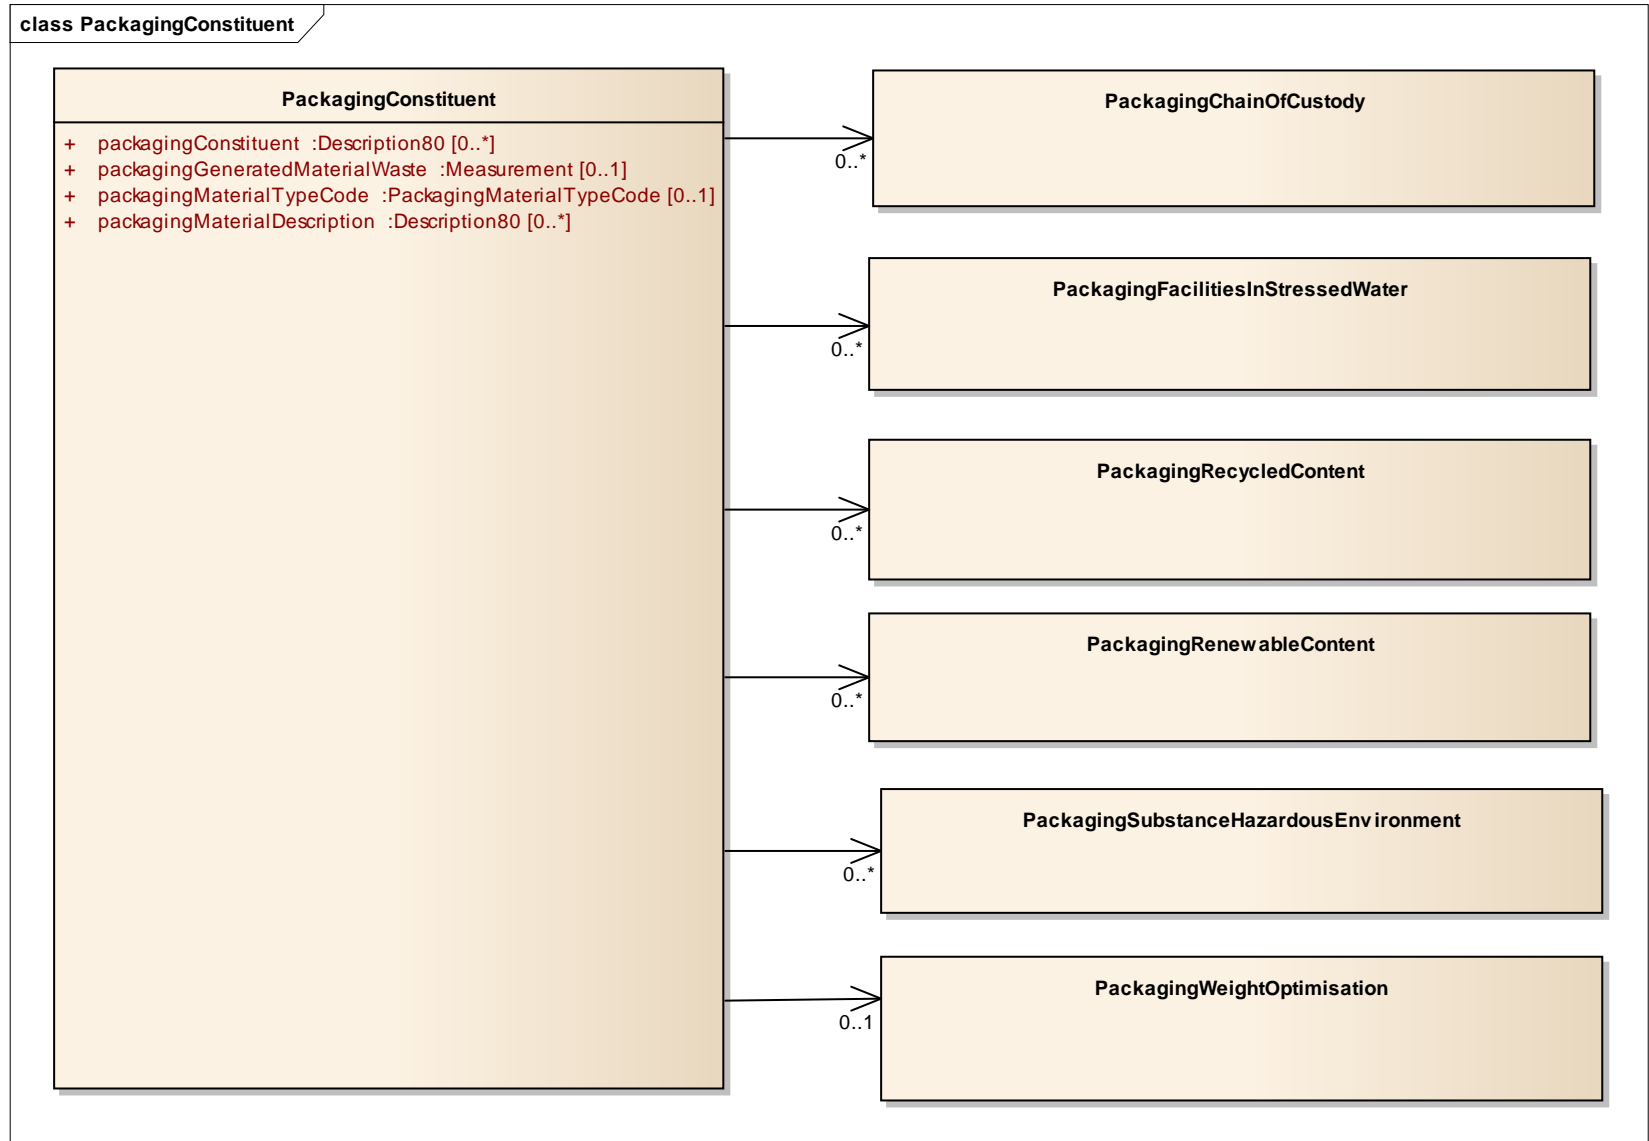 class PackagingConstituent
PackagingConstituent
+ packagingConstituent :Description80 [0..*]
+ packagingGeneratedMaterialWaste :Measurement [0..1]
+ packagingMaterialTypeCode :PackagingMaterialTypeCode [0..1]
+ packagingMaterialDescription :Description80 [0..*]
PackagingChainOfCustody
0..*
PackagingFacilitiesInStressedWater
0..*
PackagingRecycledContent
0..*
PackagingRenewableContent
0..*
PackagingSubstanceHazardousEnvironment
0..*
PackagingWeightOptimisation
0..1